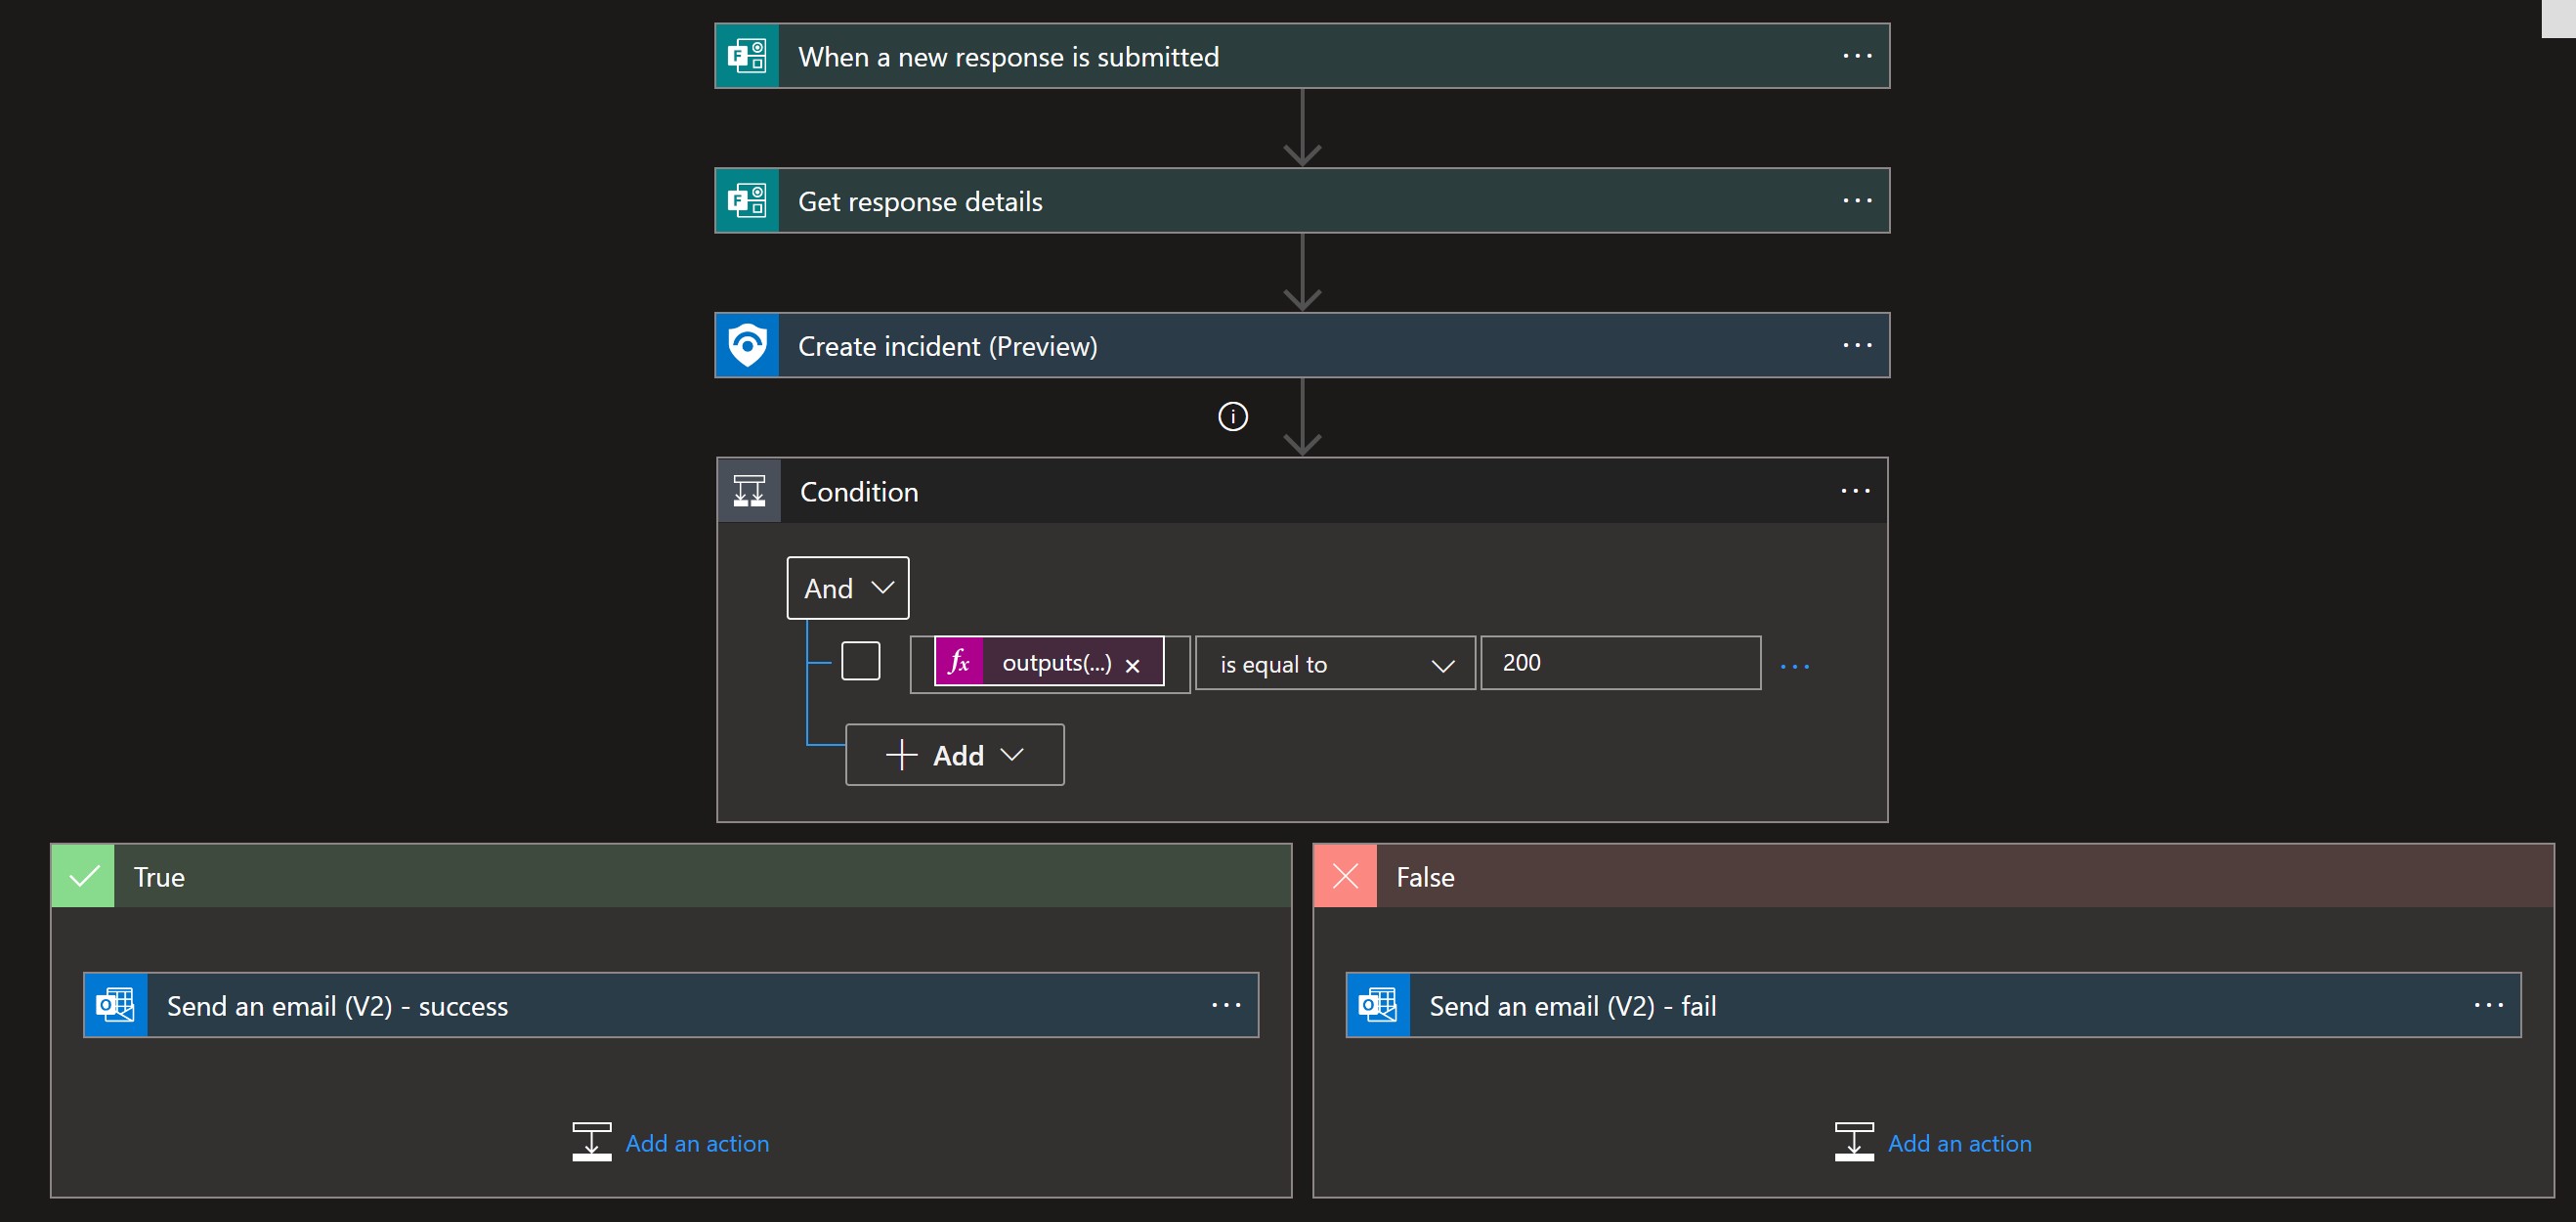 When a new response is submitted
Get response details
Create incident (Preview)
Condition
And
fx outputs(...) × is equal to 200
Add
True
False
Send an email (V2) - success
Send an email (V2) - fail
Add an action
Add an action